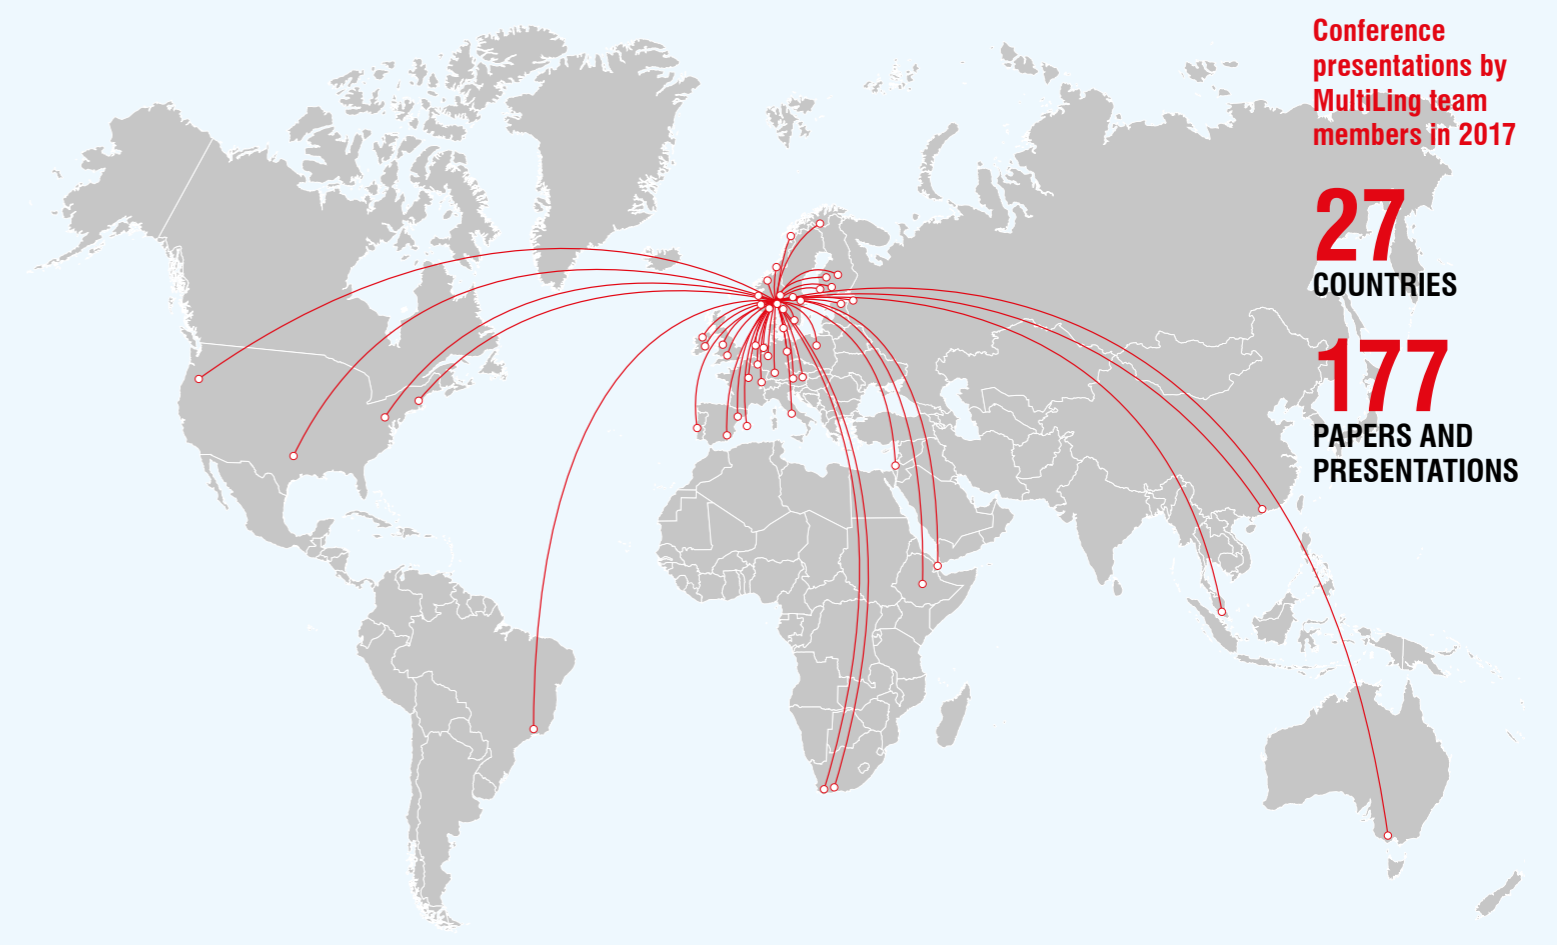 Conference
presentations by
MultiLing team
members in 2017
27
COUNTRIES
177
PAPERS AND
PRESENTATIONS